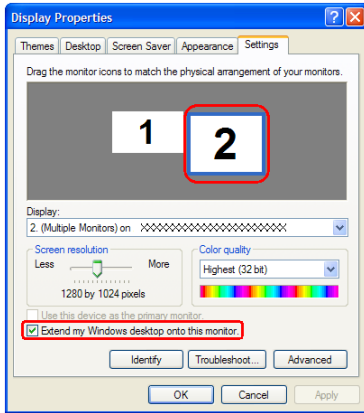 Display Properties
Themes Desktop Screen Saver Appearance Settings
Drag the monitor icons to match the physical arrangement of your monitors.
1 2
Display:
2. (Multiple Monitors) on XXXXXXXXXXXXXXXXXXXXXXXX
Screen resolution
Less More
1280 by 1024 pixels
Color quality
Highest (32 bit)
Use this device as the primary monitor.
Extend my Windows desktop onto this monitor.
Identify Troubleshoot... Advanced
OK Cancel Apply